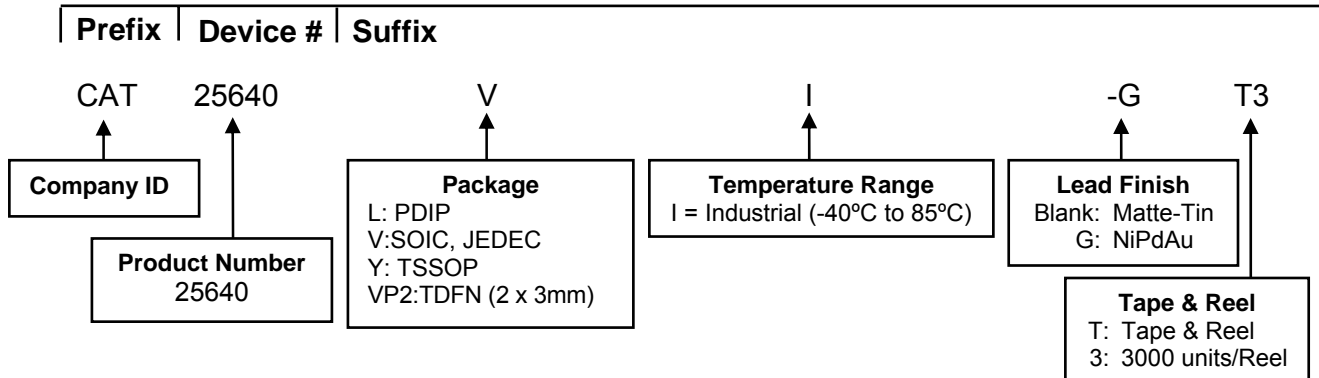 Prefix Device # Suffix
CAT 25640 V I -G T3
Company ID
Product Number
25640
Package
L: PDIP
V:SOIC, JEDEC
Y: TSSOP
VP2:TDFN (2 x 3mm)
Temperature Range
I = Industrial (-40ºC to 85ºC)
Lead Finish
Blank: Matte-Tin
G: NiPdAu
Tape & Reel
T: Tape & Reel
3: 3000 units/Reel